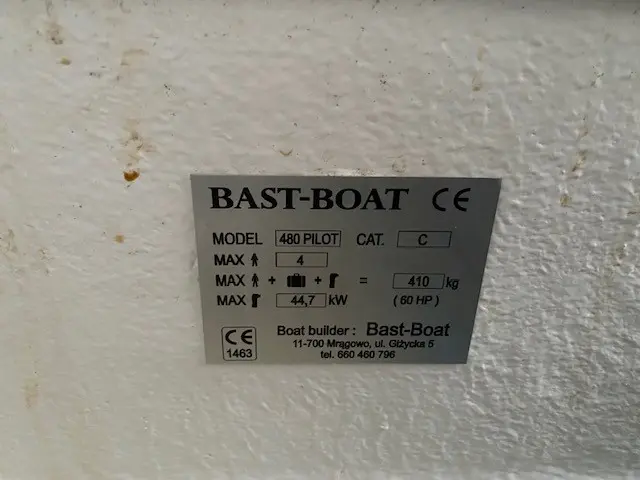 BAST-BOAT CE
MODEL 480 PILOT CAT. C
MAX 4
MAX + + = 410 kg
MAX 44,7 kW (60 HP)
CE
1463
Boat builder : Bast-Boat
11-700 Mrągowo, ul. Giżycka 5
tel. 660 460 796